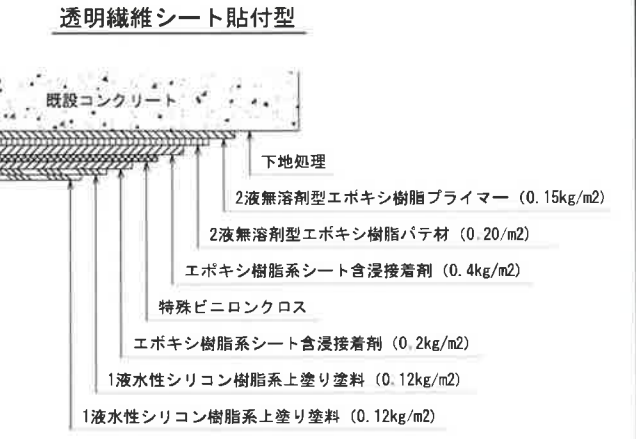 透明繊維シート貼付型
既設コンクリート
下地処理
2液無溶剤型エポキシ樹脂プライマー（0.15kg/m2）
2液無溶剤型エポキシ樹脂パテ材（0.20/m2）
エポキシ樹脂系シート含浸接着剤（0.4kg/m2）
特殊ビニロンクロス
エポキシ樹脂系シート含浸接着剤（0.2kg/m2）
1液水性シリコン樹脂系上塗り塗料（0.12kg/m2）
1液水性シリコン樹脂系上塗り塗料（0.12kg/m2）